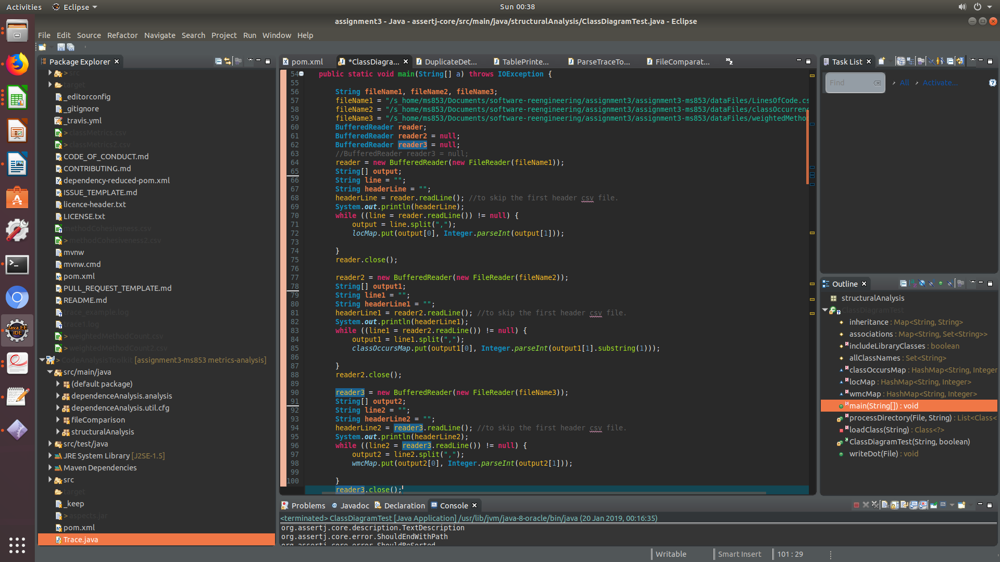 Activities
Eclipse
Sun 00:38
assignment3 - Java - assertj-core/src/main/java/structuralAnalysis/ClassDiagramTest.java - Eclipse
File Edit Source Refactor Navigate Search Project Run Window Help
Package Explorer
> src
target
_editorconfig
_gitignore
_travis.yml
> classMetrics.csv
> classMetrics2.csv
CODE_OF_CONDUCT.md
CONTRIBUTING.md
dependency-reduced-pom.xml
ISSUE_TEMPLATE.md
licence-header.txt
LICENSE.txt
methodCohesiveness.csv
> methodCohesiveness2.csv
mvnw
mvnw.cmd
pom.xml
PULL_REQUEST_TEMPLATE.md
README.md
trace_example.log
trace1.log
> weightedMethodCount.csv
> weightedMethodCount2.csv
> CodeAnalysisToolkit [assignment3-ms853 metrics-analysis]
src/main/java
(default package)
dependenceAnalysis.analysis
dependenceAnalysis.util.cfg
fileComparison
structuralAnalysis
src/test/java
JRE System Library [J2SE-1.5]
Maven Dependencies
src
target
_keep
> aspects.jar
pom.xml
Trace.java
pom.xml *ClassDiagra... DuplicateDet... TablePrinte... ParseTraceTo... FileComparat...
54 public static void main(String[] a) throws IOException {
55
56 String fileName1, fileName2, fileName3;
57 fileName1 = "/s_home/ms853/Documents/software-reengineering/assignment3/assignment3-ms853/dataFiles/LinesOfCode.cs
58 fileName2 = "/s_home/ms853/Documents/software-reengineering/assignment3/assignment3-ms853/dataFiles/classOccurren
59 fileName3 = "/s_home/ms853/Documents/software-reengineering/assignment3/assignment3-ms853/dataFiles/weightedMetho
60 BufferedReader reader;
61 BufferedReader reader2 = null;
62 BufferedReader reader3 = null;
63 //BufferedReader reader3 = null;
64 reader = new BufferedReader(new FileReader(fileName1));
65 String[] output;
66 String line = "";
67 String headerLine = "";
68 headerLine = reader.readLine(); //to skip the first header csv file.
69 System.out.println(headerLine);
70 while ((line = reader.readLine()) != null) {
71 output = line.split(",");
72 locMap.put(output[0], Integer.parseInt(output[1]));
73
74 }
75 reader.close();
76
77 reader2 = new BufferedReader(new FileReader(fileName2));
78 String[] output1;
79 String line1 = "";
80 String headerLine1 = "";
81 headerLine1 = reader2.readLine(); //to skip the first header csv file.
82 System.out.println(headerLine1);
83 while ((line1 = reader2.readLine()) != null) {
84 output1 = line1.split(",");
85 classOccursMap.put(output1[0], Integer.parseInt(output1[1].substring(1)));
86
87 }
88 reader2.close();
89
90 reader3 = new BufferedReader(new FileReader(fileName3));
91 String[] output2;
92 String line2 = "";
93 String headerLine2 = "";
94 headerLine2 = reader3.readLine(); //to skip the first header csv file.
95 System.out.println(headerLine2);
96 while ((line2 = reader3.readLine()) != null) {
97 output2 = line2.split(",");
98 wmcMap.put(output2[0], Integer.parseInt(output2[1]));
99
100 }
reader3.close();
Task List
Find
All
Activate...
Outline
structuralAnalysis
ClassDiagramTest
inheritance : Map<String, String>
associations : Map<String, Set<String>>
includeLibraryClasses : boolean
allClassNames : Set<String>
classOccursMap : HashMap<String, Integer
locMap : HashMap<String, Integer>
wmcMap : HashMap<String, Integer>
main(String[]) : void
processDirectory(File, String) : List<Class<
loadClass(String) : Class<?>
ClassDiagramTest(String, boolean)
writeDot(File) : void
Problems Javadoc Declaration Console
<terminated> ClassDiagramTest [Java Application] /usr/lib/jvm/java-8-oracle/bin/java (20 Jan 2019, 00:16:35)
org.assertj.core.description.TextDescription
org.assertj.core.error.ShouldEndWithPath
org.assertj.core.error.ShouldBeSorted
Writable
Smart Insert
101 : 29
Java EE
IDE